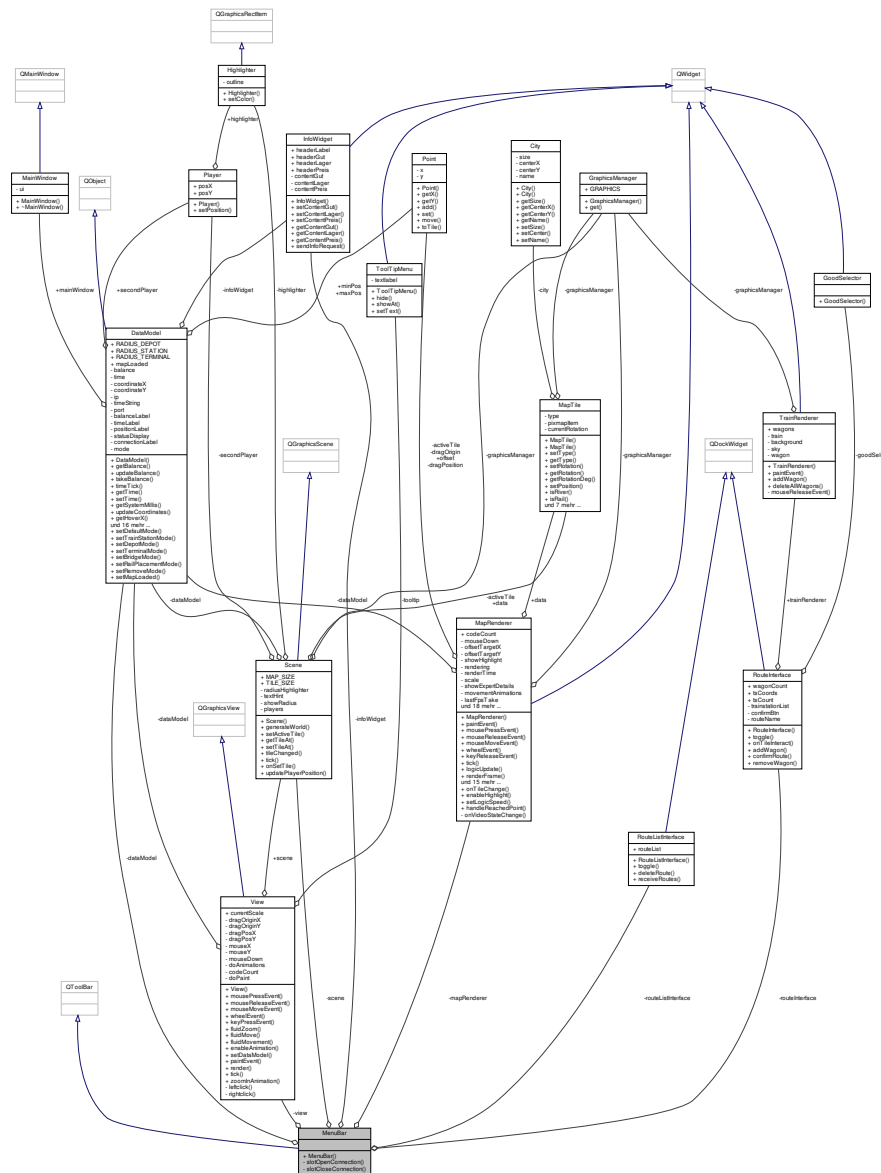 QGraphicsRectItem
Highlighter
- outline
+ Highlighter()
+ setColor()
QMainWindow
QWidget
+highlighter
InfoWidget
+ headerLabel
+ headerGut
+ headerLager
+ headerPreis
- contentGut
- contentLager
- contentPreis
+ InfoWidget()
+ setContentGut()
+ setContentLager()
+ setContentPreis()
+ getContentGut()
+ getContentLager()
+ getContentPreis()
+ sendInfoRequest()
City
- size
- centerX
- centerY
- name
+ City()
+ City()
+ getSize()
+ getCenterX()
+ getCenterY()
+ getName()
+ setSize()
+ setCenter()
+ setName()
Point
- x
- y
+ Point()
+ getX()
+ getY()
+ add()
+ set()
+ move()
+ toTile()
MainWindow
- ui
+ MainWindow()
+ ~MainWindow()
QObject
Player
+ posX
+ posY
+ Player()
+ setPosition()
GraphicsManager
+ GRAPHICS
+ GraphicsManager()
+ get()
ToolTipMenu
- textlabel
+ ToolTipMenu()
+ hide()
+ showAt()
+ setText()
GoodSelector
+ GoodSelector()
+mainWindow
+secondPlayer
-infoWidget
-highlighter
+minPos
+maxPos
-city
-graphicsManager
-graphicsManager
DataModel
+ RADIUS_DEPOT
+ RADIUS_STATION
+ RADIUS_TERMINAL
+ mapLoaded
- balance
- time
- coordinateX
- coordinateY
- ip
- timeString
- port
- balanceLabel
- timeLabel
- positionLabel
- statusDisplay
- connectionLabel
- mode
+ DataModel()
+ getBalance()
+ updateBalance()
+ takeBalance()
+ timeTick()
+ getTime()
+ setTime()
+ getSystemMillis()
+ updateCoordinates()
+ getHoverX()
und 16 mehr ...
+ setDefaultMode()
+ setTrainStationMode()
+ setDepotMode()
+ setTerminalMode()
+ setBridgeMode()
+ setRailPlacementMode()
+ setRemoveMode()
+ setMapLoaded()
MapTile
- type
- pixmapItem
- currentRotation
+ MapTile()
+ MapTile()
+ setType()
+ getType()
+ setRotation()
+ getRotation()
+ getRotationDeg()
+ setPosition()
+ isRiver()
+ isRail()
und 7 mehr ...
TrainRenderer
+ wagons
- train
- background
- sky
- wagon
+ TrainRenderer()
+ paintEvent()
+ addWagon()
+ deleteAllWagons()
- mouseReleaseEvent()
QGraphicsScene
QDockWidget
-secondPlayer
-activeTile
-dragOrigin
+offset
-dragPosition
-graphicsManager
-graphicsManager
-goodSel
-dataModel
-dataModel
-tooltip
-activeTile
+data
+data
+trainRenderer
MapRenderer
+ codeCount
- mouseDown
- offsetTargetX
- offsetTargetY
- showHighlight
- rendering
- renderTime
- scale
- showExpertDetails
- movementAnimations
- lastFpsTake
und 18 mehr ...
+ MapRenderer()
+ paintEvent()
+ mousePressEvent()
+ mouseReleaseEvent()
+ mouseMoveEvent()
+ wheelEvent()
+ keyReleaseEvent()
+ tick()
+ logicUpdate()
+ renderFrame()
und 15 mehr ...
+ onTileChange()
+ enableHighlight()
+ setLogicSpeed()
+ handleReachedPoint()
- onVideoStateChange()
Scene
+ MAP_SIZE
+ TILE_SIZE
- radiusHighlighter
- textHint
- showRadius
- players
+ Scene()
+ generateWorld()
+ setActiveTile()
+ getTileAt()
+ setTileAt()
+ tileChanged()
+ tick()
+ onSetTile()
+ updatePlayerPosition()
RouteInterface
+ wagonCount
+ tsCoords
+ tsCount
- trainstationList
- confirmBtn
- routeName
+ RouteInterface()
+ toggle()
+ onTileInteract()
+ addWagon()
+ confirmRoute()
+ removeWagon()
QGraphicsView
-dataModel
-infoWidget
RouteListInterface
+ routeList
+ RouteListInterface()
+ toggle()
+ deleteRoute()
+ receiveRoutes()
-dataModel
+scene
View
+ currentScale
- dragOriginX
- dragOriginY
- dragPosX
- dragPosY
- mouseX
- mouseY
- mouseDown
- doAnimations
- codeCount
- doPaint
+ View()
+ mousePressEvent()
+ mouseReleaseEvent()
+ mouseMoveEvent()
+ wheelEvent()
+ keyPressEvent()
+ fluidZoom()
+ fluidMove()
+ fluidMovement()
+ enableAnimation()
+ setDataModel()
+ paintEvent()
+ render()
+ tick()
+ zoomInAnimation()
- leftclick()
- rightclick()
QToolBar
-scene
-mapRenderer
-routeListInterface
-routeInterface
-view
MenuBar
+ MenuBar()
- slotOpenConnection()
- slotCloseConnection()